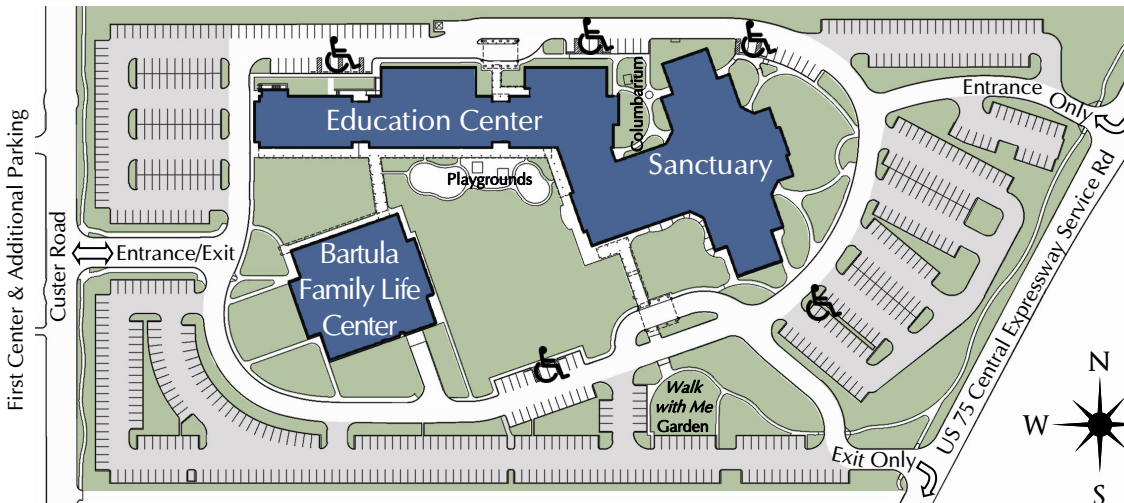 First Center & Additional Parking
Custer Road
Entrance/Exit
Education Center
Columbarium
Sanctuary
Playgrounds
Bartula
Family Life
Center
Walk
with Me
Garden
Entrance
Only
US 75 Central Expressway Service Rd
Exit Only
N
W
S